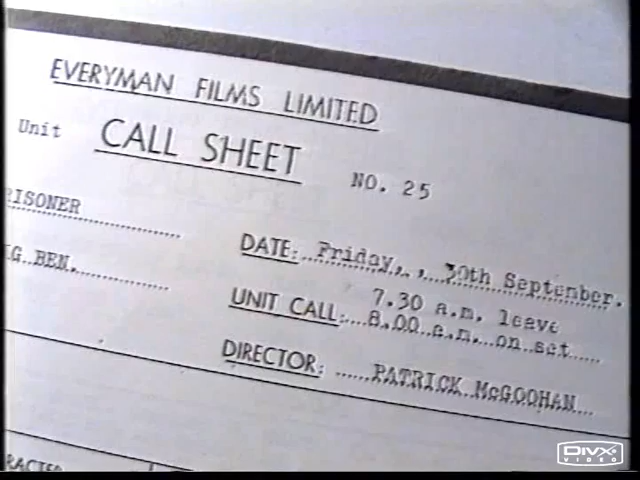 EVERYMAN FILMS LIMITED
Unit CALL SHEET NO. 25
RISONER
DATE: Friday, , 30th September.
G BEN.
7.30 a.m. leave
UNIT CALL: 8.00 a.m. on set
DIRECTOR: PATRICK McGOOHAN
RACTER
DIVX
VIDEO